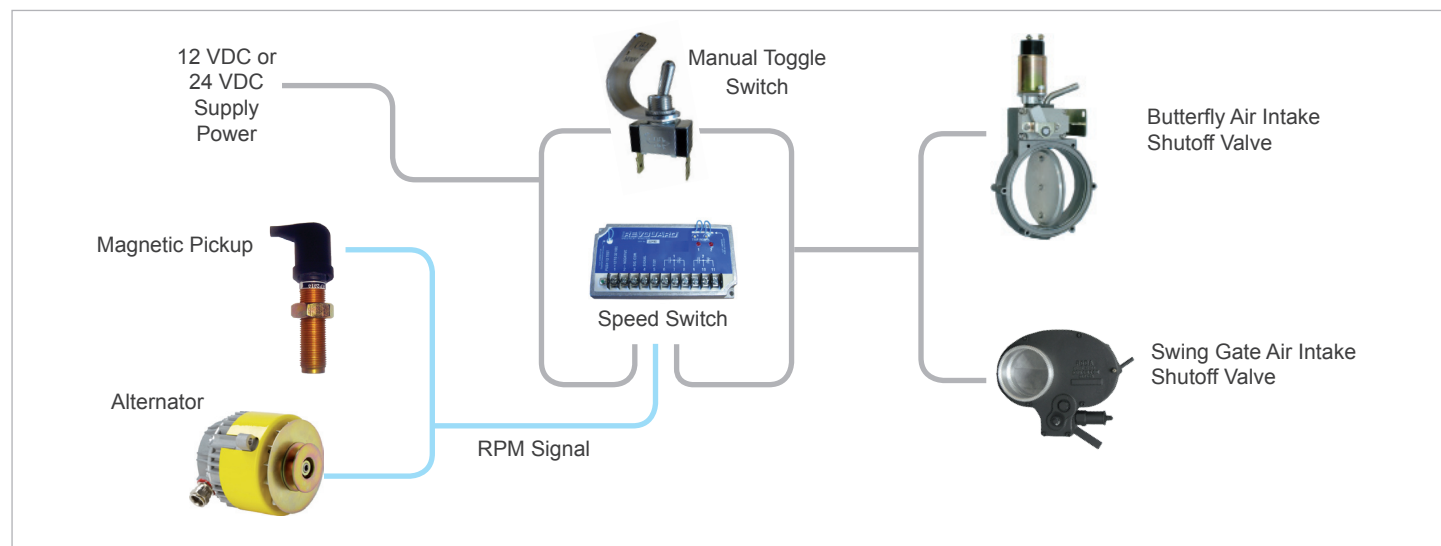 12 VDC or
24 VDC
Supply
Power
Manual Toggle
Switch
Butterfly Air Intake
Shutoff Valve
Magnetic Pickup
REVGUARD
Speed Switch
Swing Gate Air Intake
Shutoff Valve
Alternator
RPM Signal